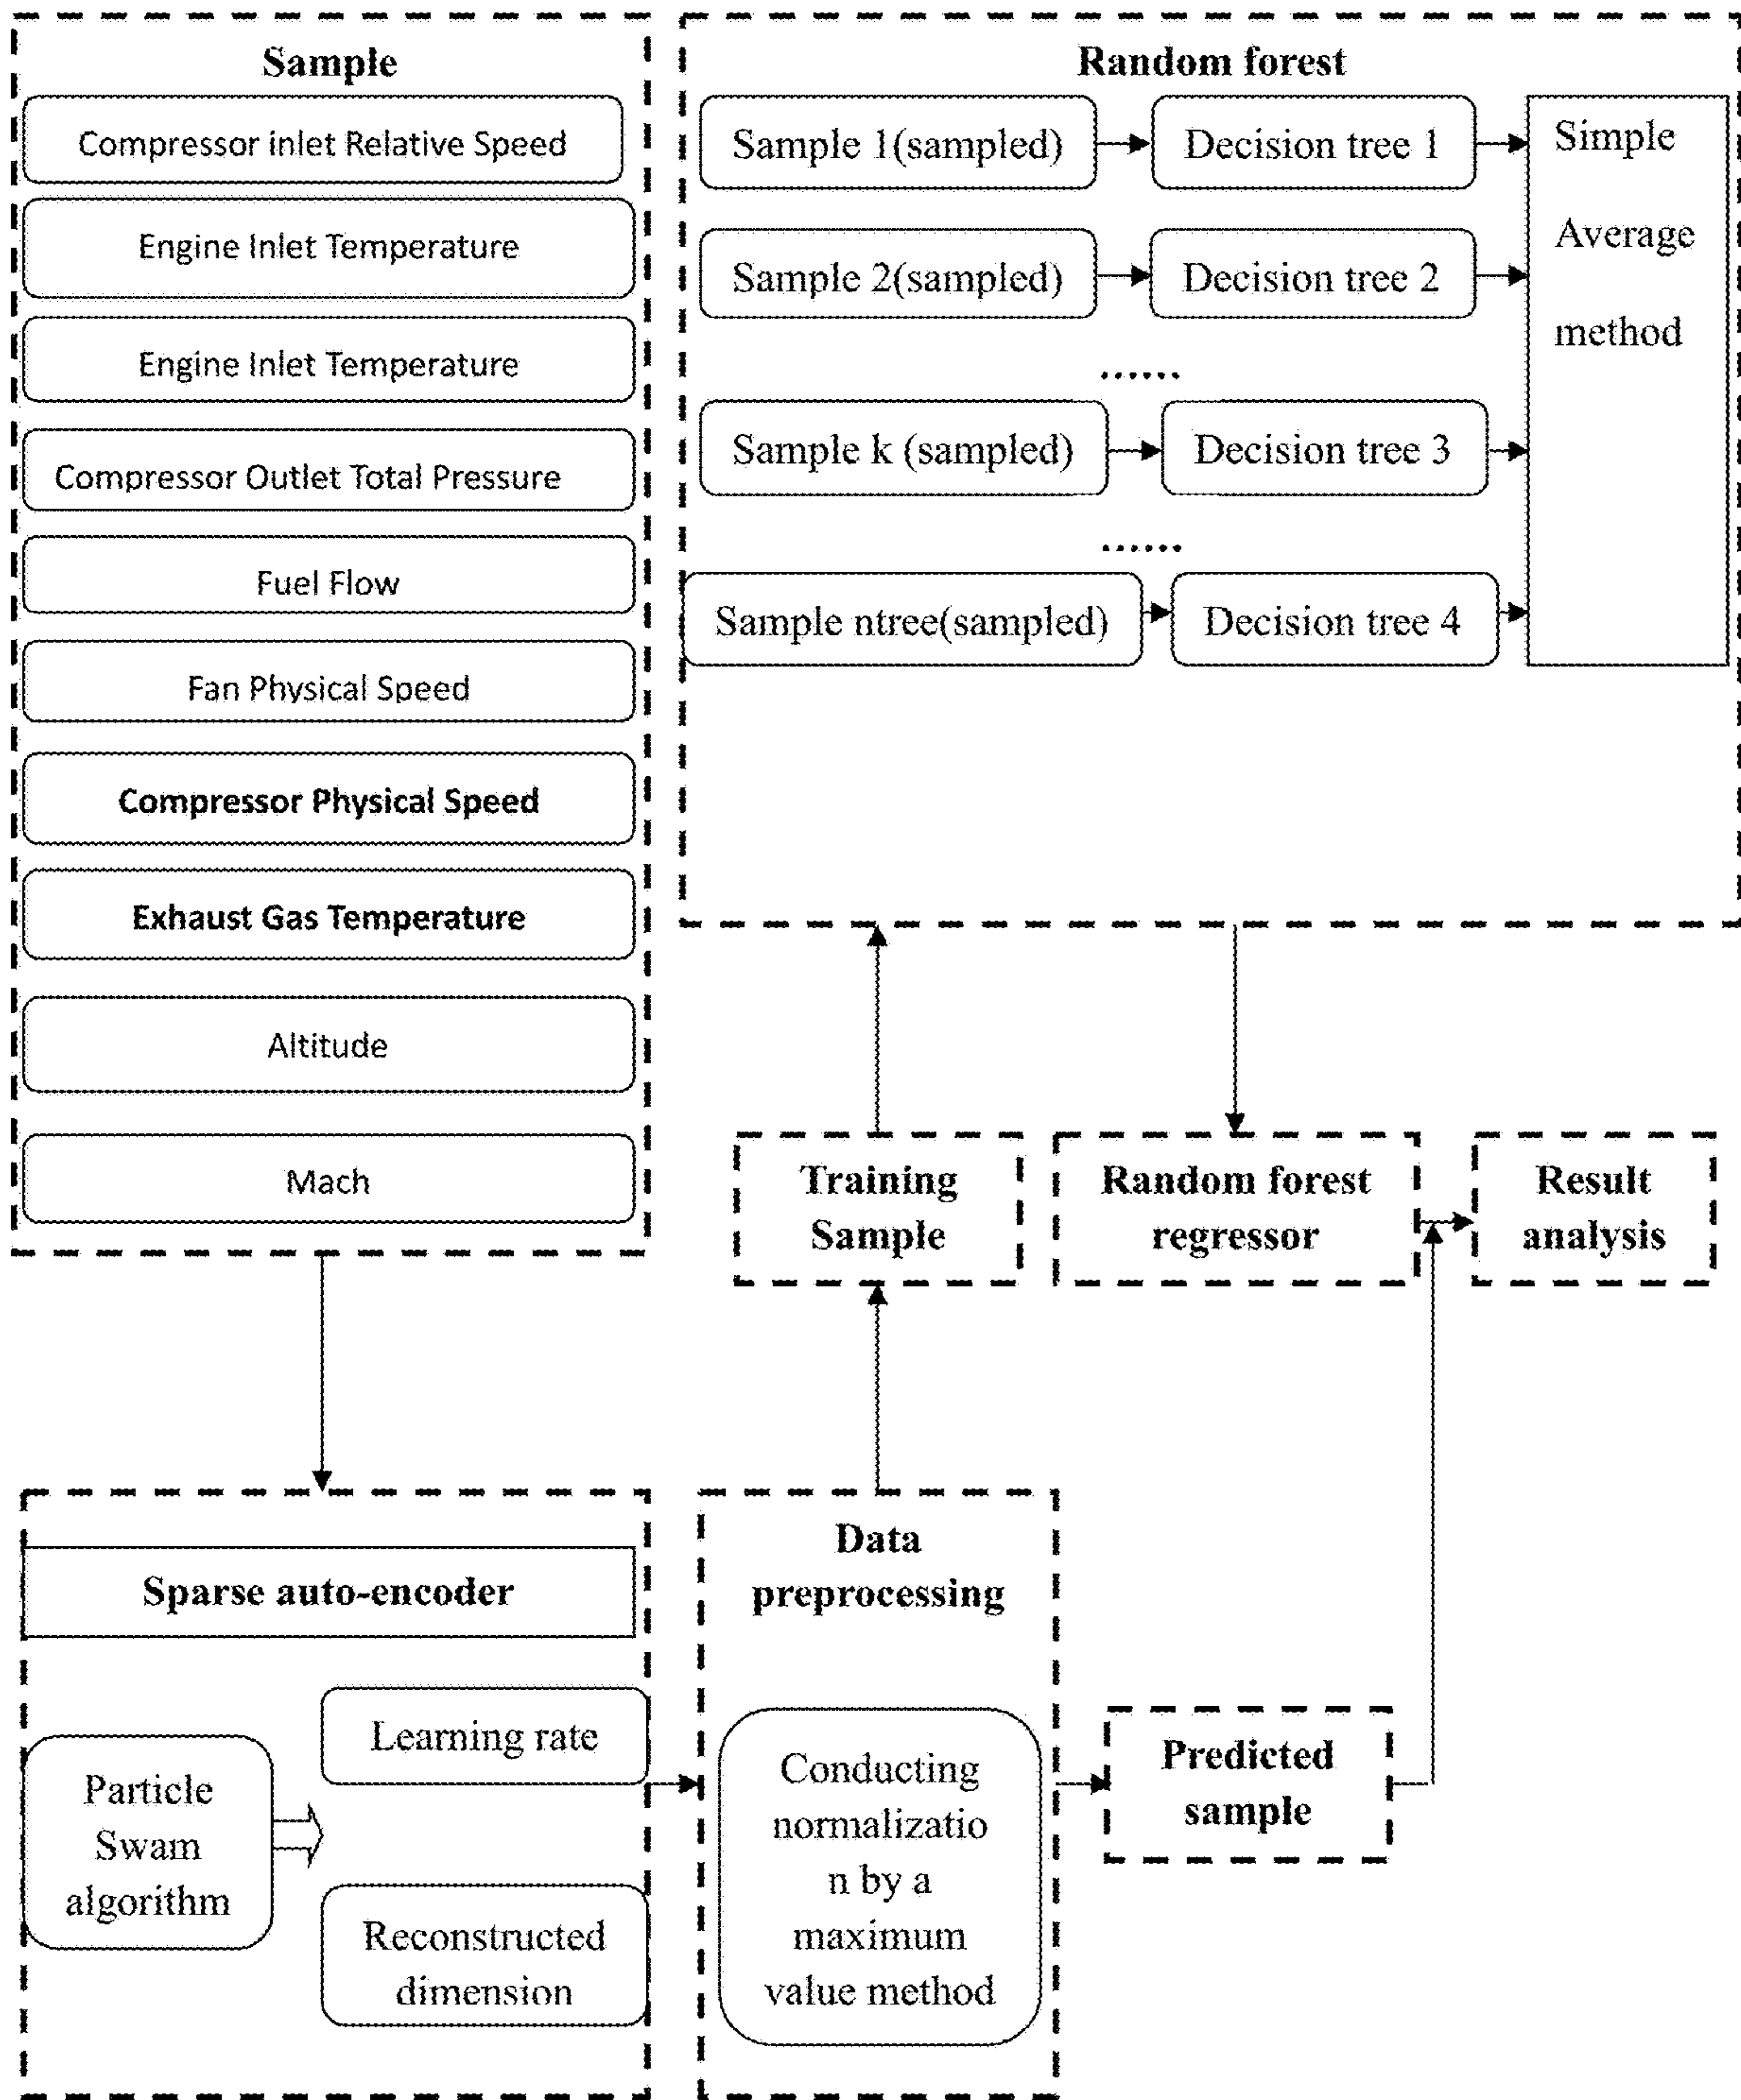 Sample
Compressor inlet Relative Speed
Engine Inlet Temperature
Engine Inlet Temperature
Compressor Outlet Total Pressure
Fuel Flow
Fan Physical Speed
Compressor Physical Speed
Exhaust Gas Temperature
Altitude
Mach
Random forest
Sample 1(sampled)
Decision tree 1
Sample 2(sampled)
Decision tree 2
......
Sample k (sampled)
Decision tree 3
......
Sample ntree(sampled)
Decision tree 4
Simple
Average
method
Training
Sample
Random forest
regressor
Result
analysis
Sparse auto-encoder
Particle
Swam
algorithm
Learning rate
Reconstructed
dimension
Data
preprocessing
Conducting
normalizatio
n by a
maximum
value method
Predicted
sample